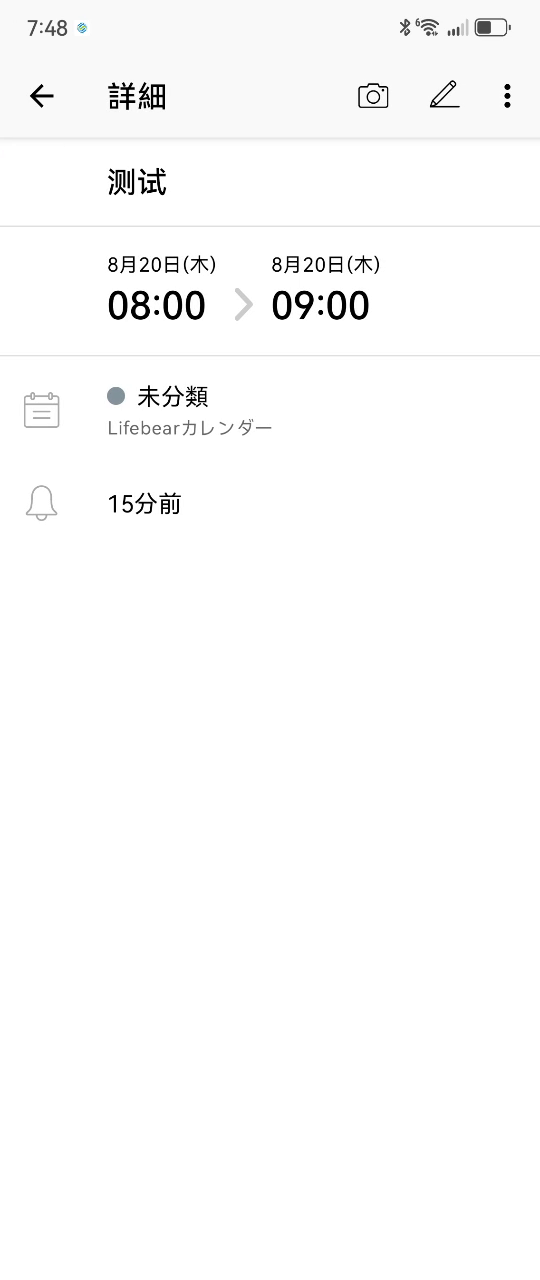 7:48
詳細
测试
8月20日(木) 8月20日(木)
08:00 09:00
未分類
Lifebearカレンダー
15分前